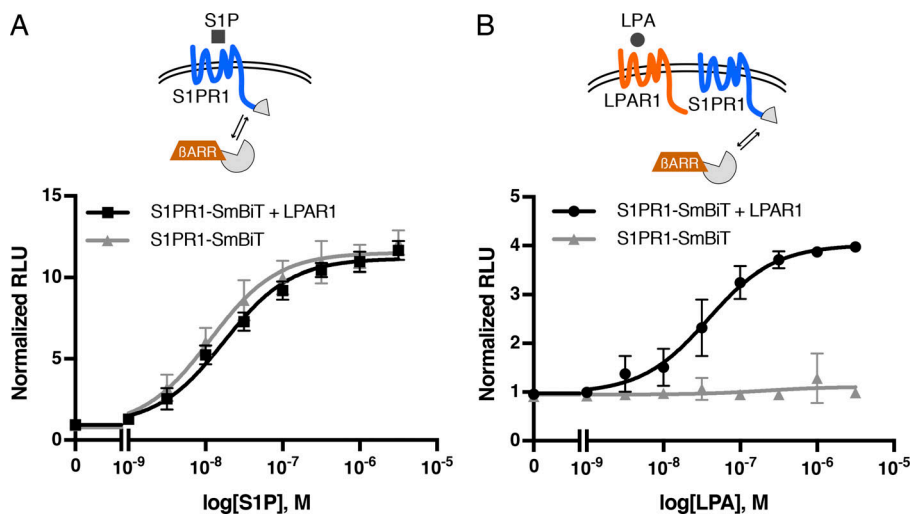 A
S1P
S1PR1
ßARR
S1PR1-SmBiT + LPAR1
S1PR1-SmBiT
Normalized RLU
15
10
5
0
0 10-9 10-8 10-7 10-6 10-5
log[S1P], M
B
LPA
LPAR1 S1PR1
ßARR
S1PR1-SmBiT + LPAR1
S1PR1-SmBiT
Normalized RLU
5
4
3
2
1
0
0 10-9 10-8 10-7 10-6 10-5
log[LPA], M